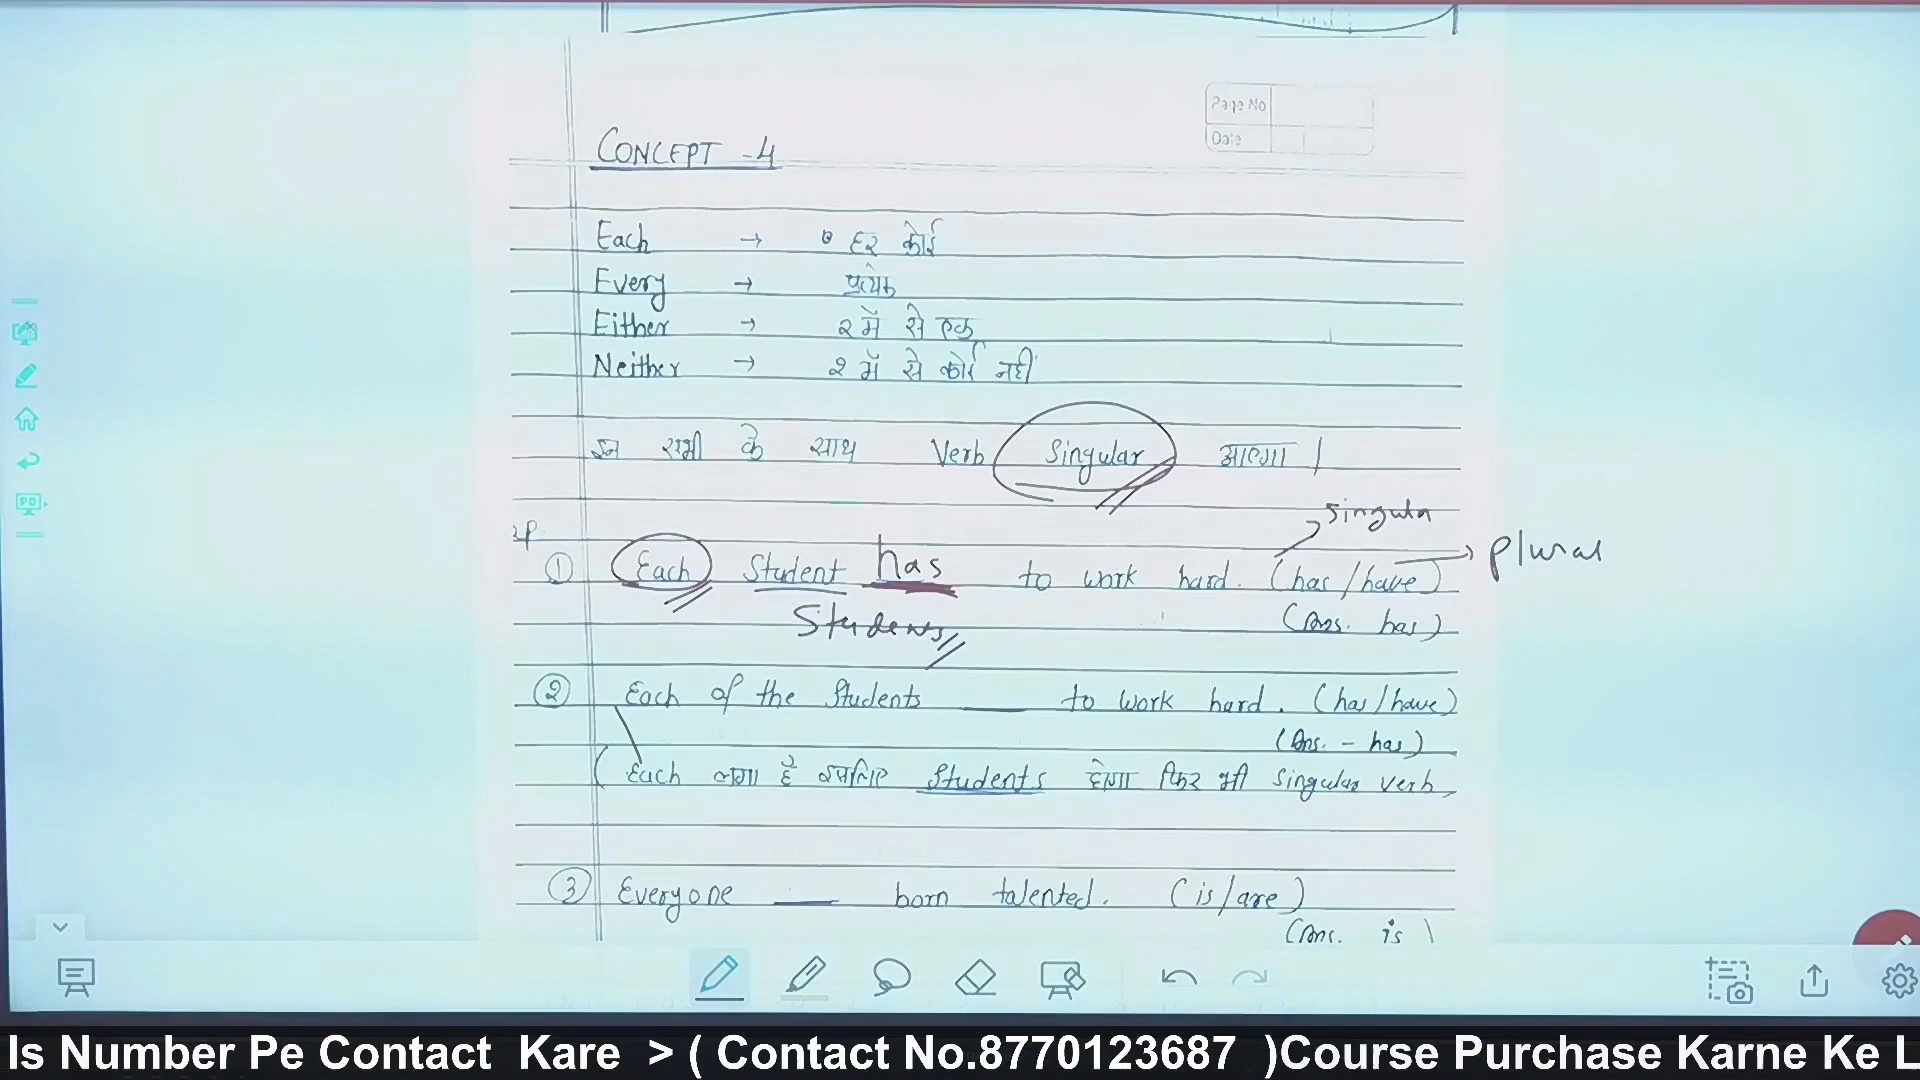 Page No
Date
CONCEPT - 4
Each → हर कोई
Every → प्रत्येक
Either → २ में से एक
Neither → २ में से कोई नहीं
इन सभी के साथ Verb Singular आएगा |
singula
plural
① Each Student has to work hard. (has/have)
Students
(Ans. has)
② Each of the Students ___ to work hard. (has/have)
(Ans. - has)
( Each लगा है इसलिए Students होगा फिर भी singular verb
③ Everyone ___ born talented. (is/are)
(Ans. is )
Is Number Pe Contact Kare > ( Contact No.8770123687 )Course Purchase Karne Ke L